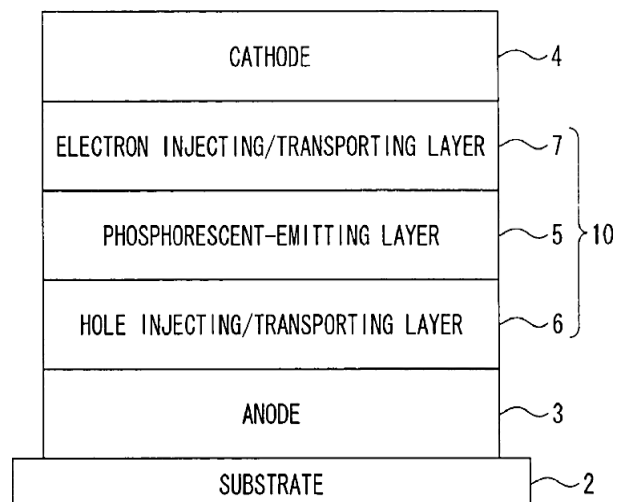 CATHODE 4
ELECTRON INJECTING/TRANSPORTING LAYER 7
PHOSPHORESCENT-EMITTING LAYER 5 10
HOLE INJECTING/TRANSPORTING LAYER 6
ANODE 3
SUBSTRATE 2